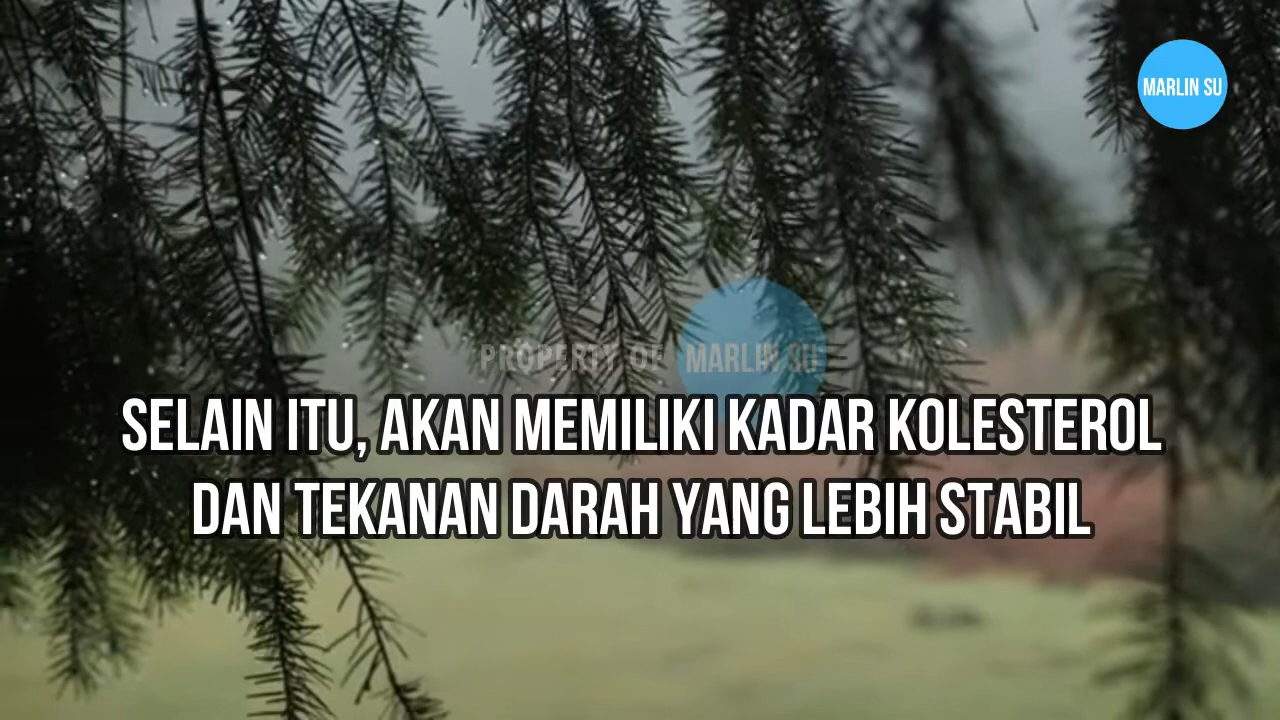 MARLIN SU
PROPERTY OF MARLIN SU
SELAIN ITU, AKAN MEMILIKI KADAR KOLESTEROL
DAN TEKANAN DARAH YANG LEBIH STABIL